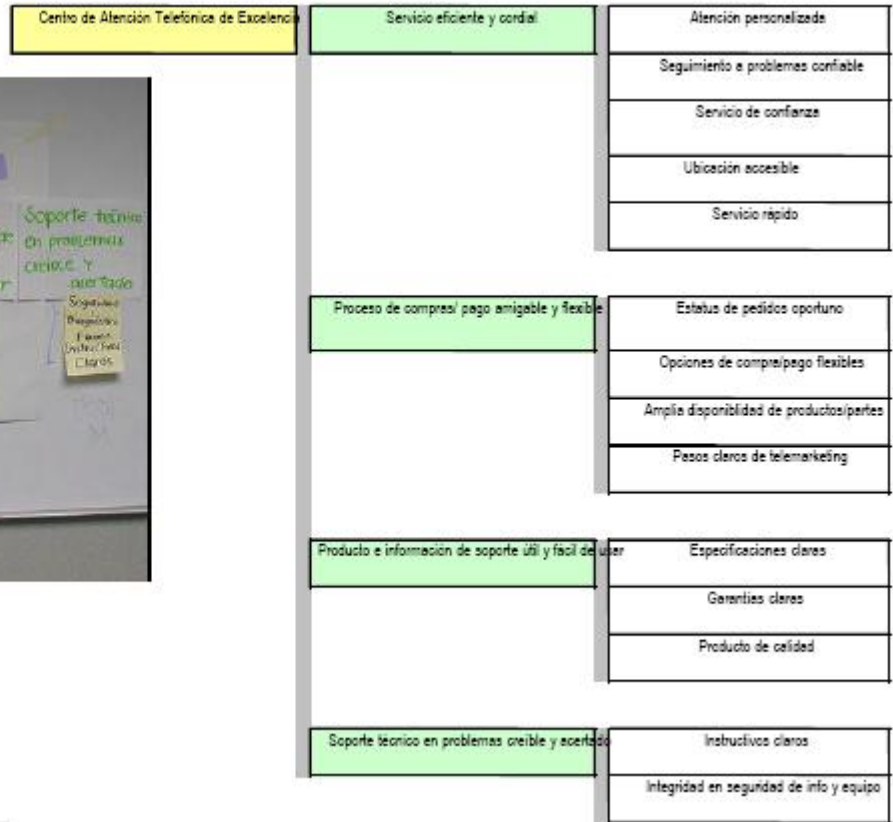 Centro de Atención Telefónica de Excelencia
Servicio eficiente y cordial
Atención personalizada
Seguimiento a problemas confiable
Servicio de confianza
Ubicación accesible
Servicio rápido
Proceso de compras/ pago amigable y flexible
Estatus de pedidos oportuno
Opciones de compra/pago flexibles
Amplia disponiblidad de productos/partes
Pasos claros de telemarketing
Producto e información de soporte útil y fácil de usar
Especificaciones claras
Garantías claras
Producto de calidad
Soporte técnico en problemas creíble y acertado
Instructivos claros
Integridad en seguridad de info y equipo
Soporte técnico
en problemas
y
acertado
Claros